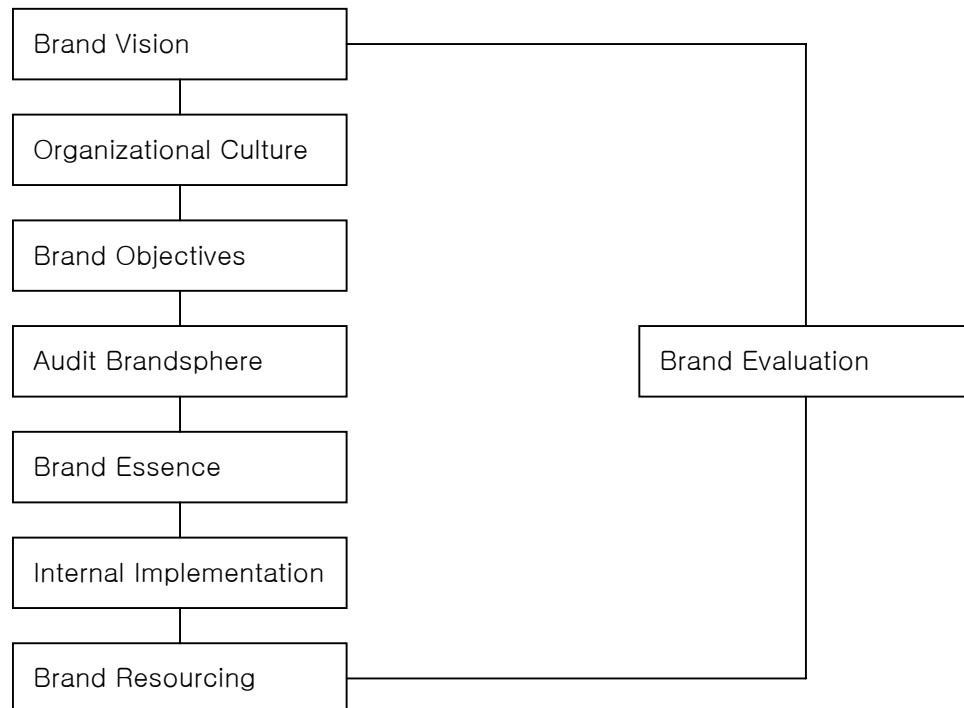 Brand Vision
Organizational Culture
Brand Objectives
Audit Brandsphere
Brand Evaluation
Brand Essence
Internal Implementation
Brand Resourcing